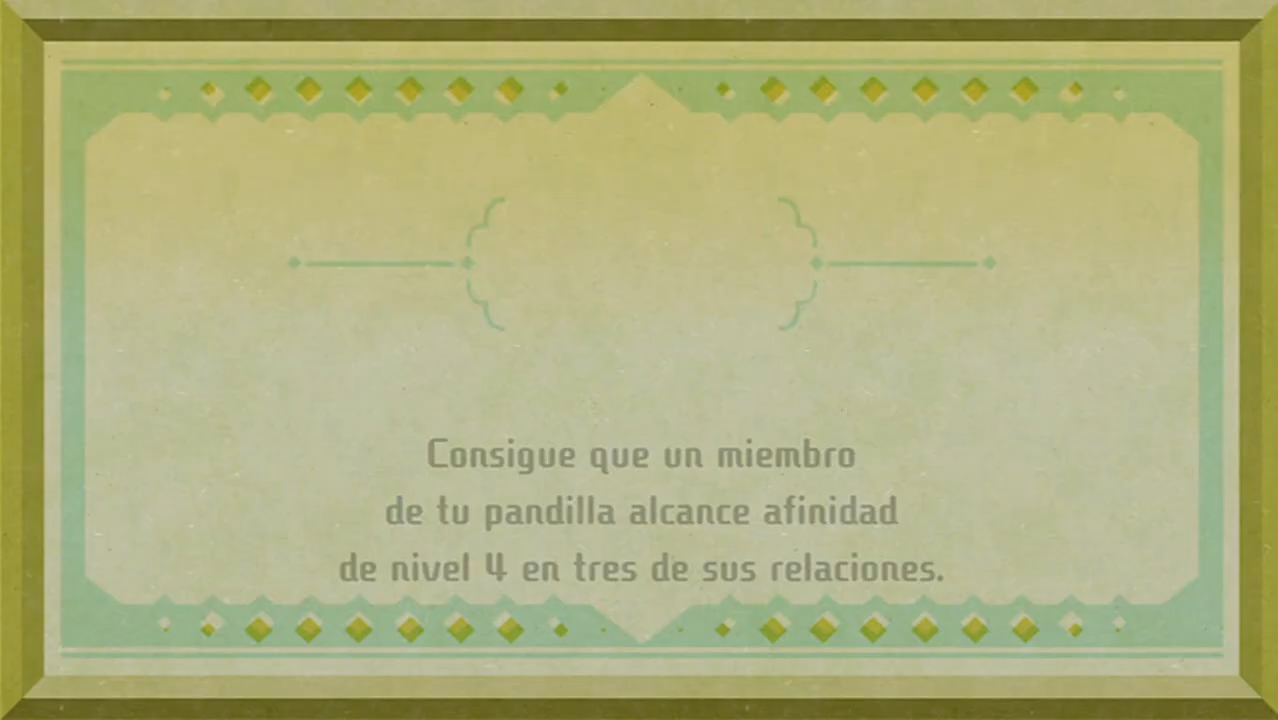 Consigue que un miembro
de tu pandilla alcance afinidad
de nivel 4 en tres de sus relaciones.